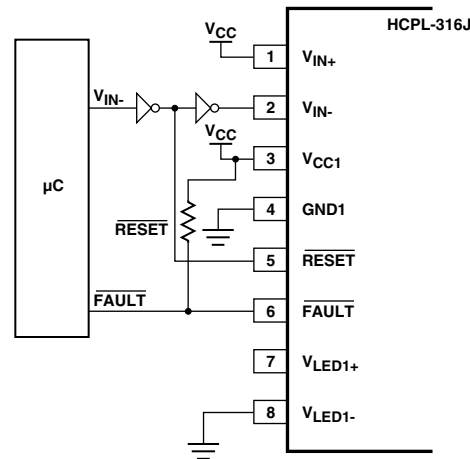 HCPL-316J
VCC
1 VIN+
VIN-
2 VIN-
VCC
3 VCC1
µC
4 GND1
RESET
5 RESET
FAULT
6 FAULT
7 VLED1+
8 VLED1-